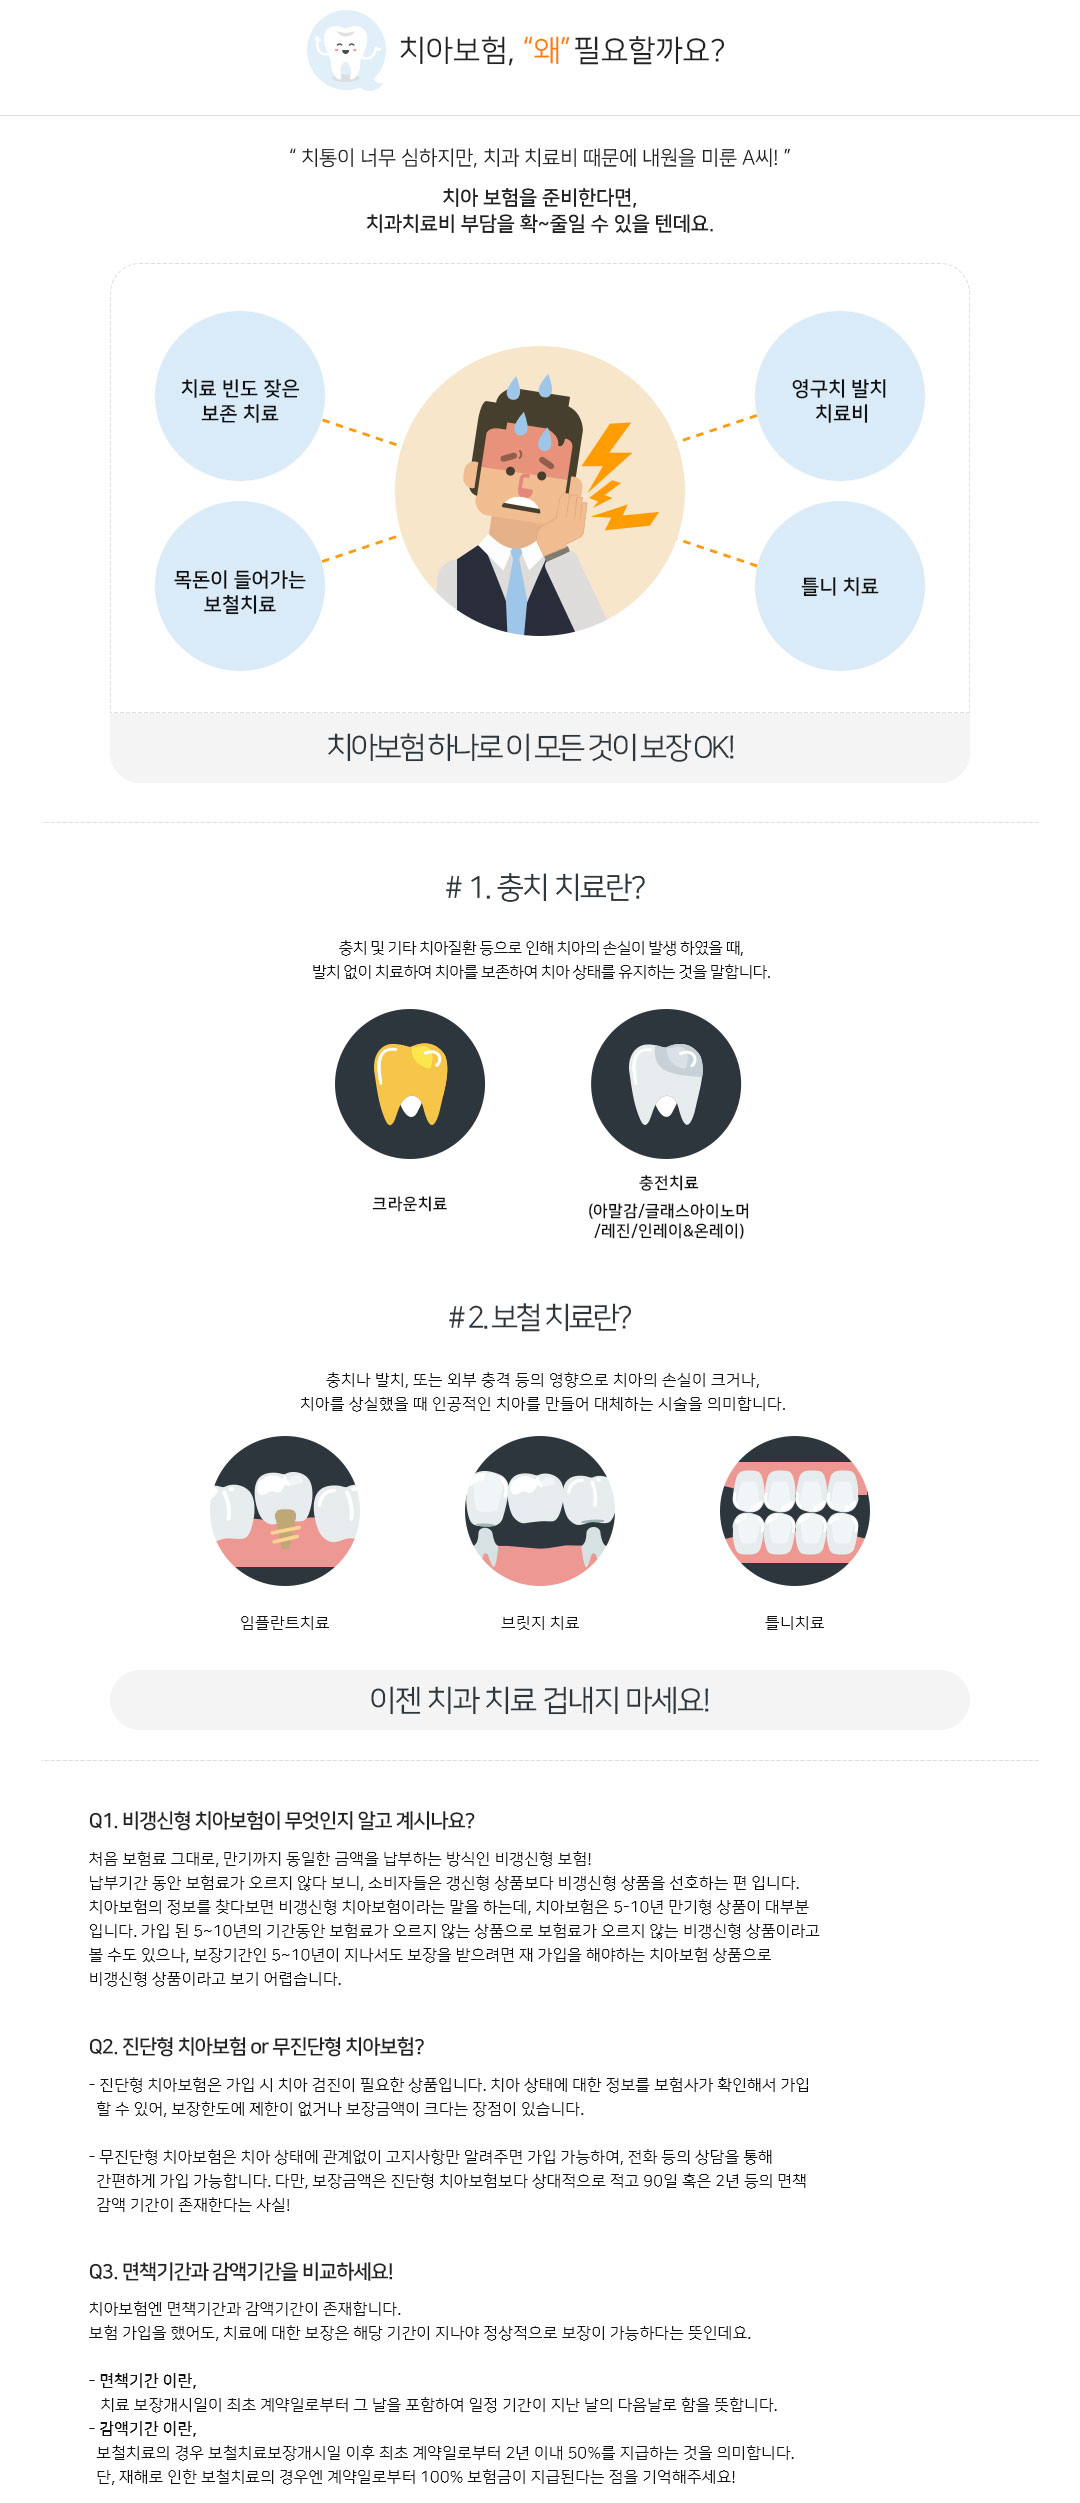 치아보험, “왜” 필요할까요?
“ 치통이 너무 심하지만, 치과 치료비 때문에 내원을 미룬 A씨! ”
치아 보험을 준비한다면,
치과치료비 부담을 확~줄일 수 있을 텐데요.
치료 빈도 잦은
보존 치료
영구치 발치
치료비
목돈이 들어가는
보철치료
틀니 치료
치아보험 하나로 이 모든 것이 보장 OK!
# 1. 충치 치료란?
충치 및 기타 치아질환 등으로 인해 치아의 손실이 발생 하였을 때,
발치 없이 치료하여 치아를 보존하여 치아 상태를 유지하는 것을 말합니다.
크라운치료
충전치료
(아말감/글래스아이노머
/레진/인레이&온레이)
# 2. 보철 치료란?
충치나 발치, 또는 외부 충격 등의 영향으로 치아의 손실이 크거나,
치아를 상실했을 때 인공적인 치아를 만들어 대체하는 시술을 의미합니다.
임플란트치료
브릿지 치료
틀니치료
이젠 치과 치료 겁내지 마세요!
Q1. 비갱신형 치아보험이 무엇인지 알고 계시나요?
처음 보험료 그대로, 만기까지 동일한 금액을 납부하는 방식인 비갱신형 보험!
납부기간 동안 보험료가 오르지 않다 보니, 소비자들은 갱신형 상품보다 비갱신형 상품을 선호하는 편 입니다.
치아보험의 정보를 찾다보면 비갱신형 치아보험이라는 말을 하는데, 치아보험은 5-10년 만기형 상품이 대부분
입니다. 가입 된 5~10년의 기간동안 보험료가 오르지 않는 상품으로 보험료가 오르지 않는 비갱신형 상품이라고
볼 수도 있으나, 보장기간인 5~10년이 지나서도 보장을 받으려면 재 가입을 해야하는 치아보험 상품으로
비갱신형 상품이라고 보기 어렵습니다.
Q2. 진단형 치아보험 or 무진단형 치아보험?
- 진단형 치아보험은 가입 시 치아 검진이 필요한 상품입니다. 치아 상태에 대한 정보를 보험사가 확인해서 가입
할 수 있어, 보장한도에 제한이 없거나 보장금액이 크다는 장점이 있습니다.
- 무진단형 치아보험은 치아 상태에 관계없이 고지사항만 알려주면 가입 가능하여, 전화 등의 상담을 통해
간편하게 가입 가능합니다. 다만, 보장금액은 진단형 치아보험보다 상대적으로 적고 90일 혹은 2년 등의 면책
감액 기간이 존재한다는 사실!
Q3. 면책기간과 감액기간을 비교하세요!
치아보험엔 면책기간과 감액기간이 존재합니다.
보험 가입을 했어도, 치료에 대한 보장은 해당 기간이 지나야 정상적으로 보장이 가능하다는 뜻인데요.
- 면책기간 이란,
치료 보장개시일이 최초 계약일로부터 그 날을 포함하여 일정 기간이 지난 날의 다음날로 함을 뜻합니다.
- 감액기간 이란,
보철치료의 경우 보철치료보장개시일 이후 최초 계약일로부터 2년 이내 50%를 지급하는 것을 의미합니다.
단, 재해로 인한 보철치료의 경우엔 계약일로부터 100% 보험금이 지급된다는 점을 기억해주세요!